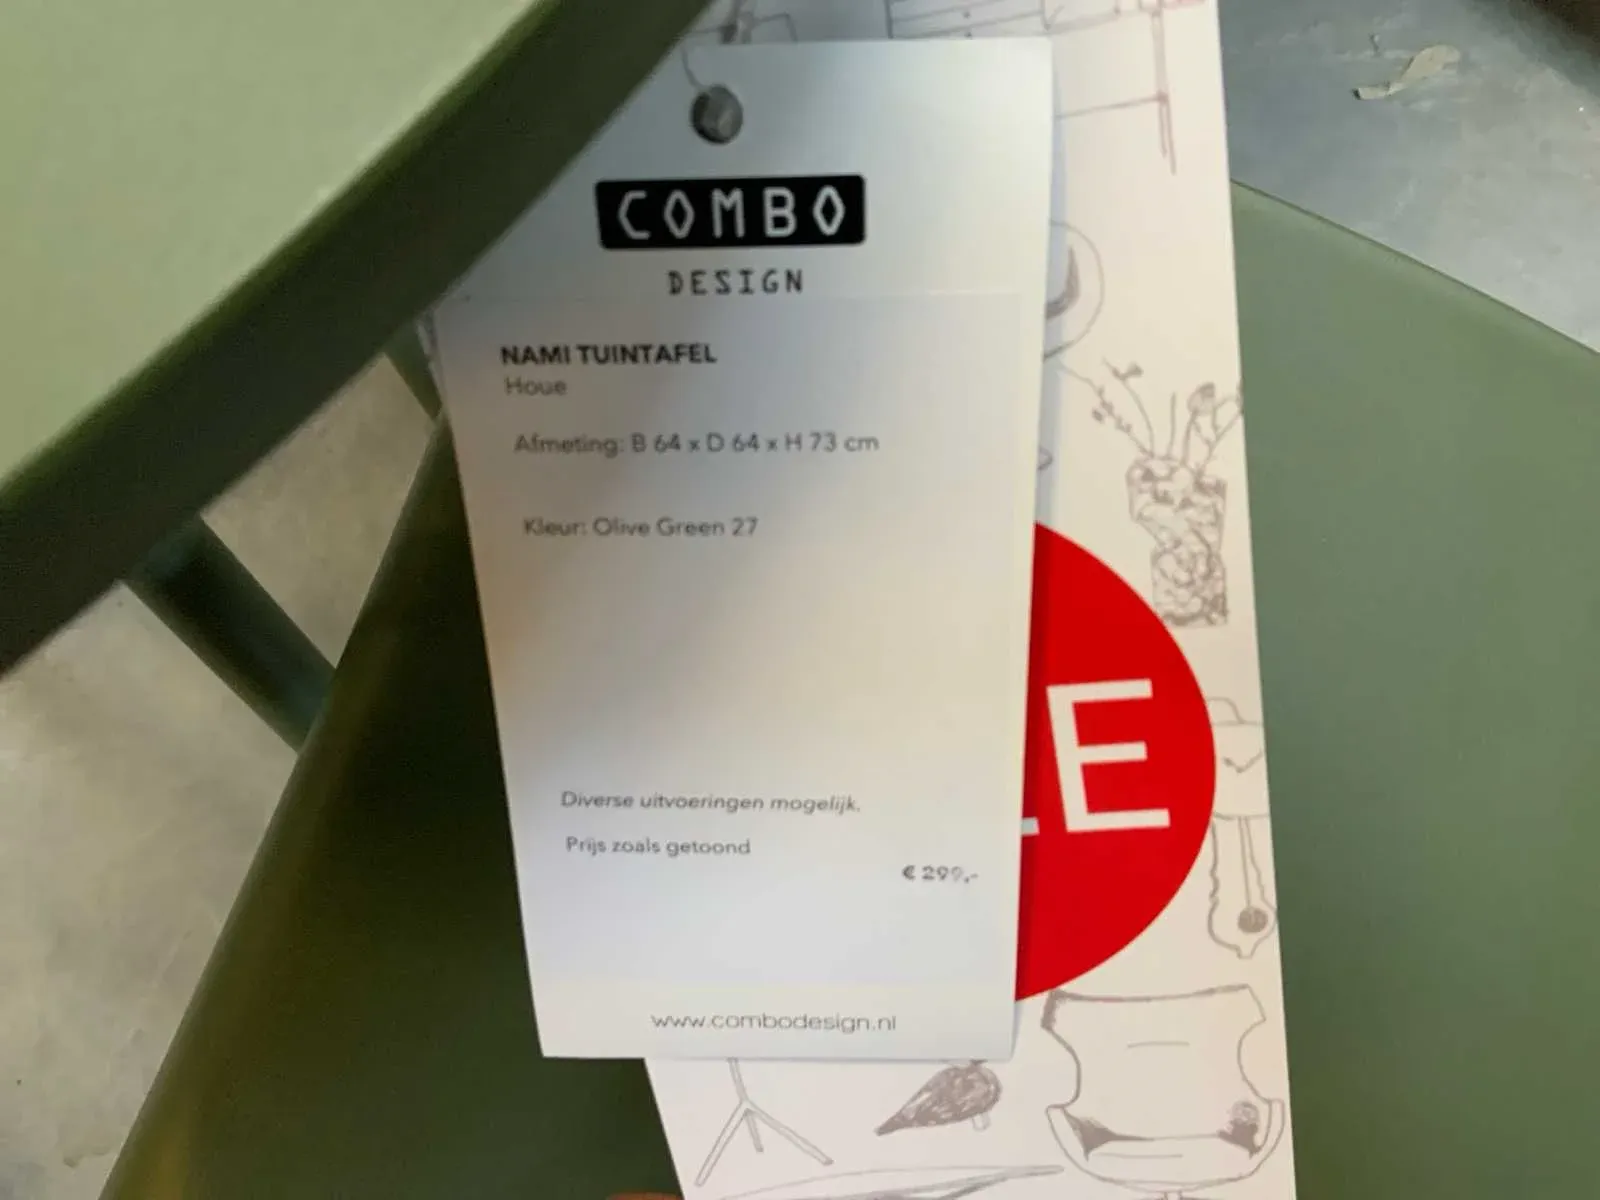 COMBO
DESIGN
NAMI TUINTAFEL
Houe
Afmeting: B 64 x D 64 x H 73 cm
Kleur: Olive Green 27
Diverse uitvoeringen mogelijk.
Prijs zoals getoond
€ 299,-
www.combodesign.nl
LE